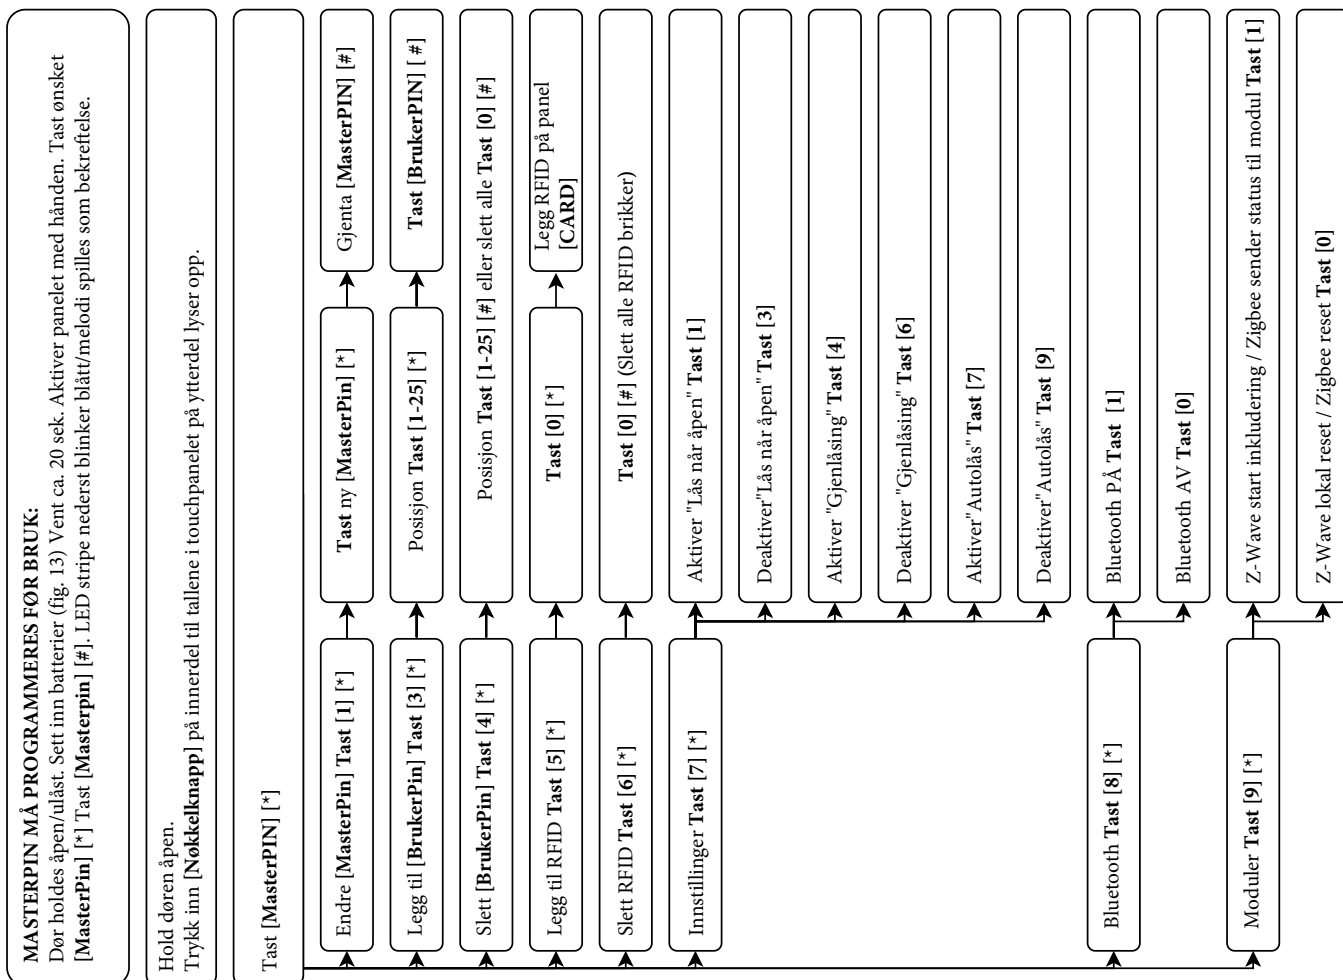 MASTERPIN MÅ PROGRAMMERES FØR BRUK:
Dør holdes åpen/ulåst. Sett inn batterier (fig. 13) Vent ca. 20 sek. Aktiver panelet med hånden. Tast ønsket
[MasterPin] [*] Tast [Masterpin] [#]. LED stripe nederst blinker blått/melodi spilles som bekreftelse.
Hold døren åpen.
Trykk inn [Nøkkelknapp] på innerdel til tallene i touchpanelet på ytterdel lyser opp.
Tast [MasterPIN] [*]
Endre [MasterPin] Tast [1] [*]
Tast ny [MasterPin] [*]
Gjenta [MasterPIN] [#]
Legg til [BrukerPin] Tast [3] [*]
Posisjon Tast [1-25] [*]
Tast [BrukerPIN] [ #]
Slett [BrukerPin] Tast [4] [*]
Posisjon Tast [1-25] [#] eller slett alle Tast [0] [#]
Legg til RFID Tast [5] [*]
Tast [0] [*]
Legg RFID på panel
[CARD]
Slett RFID Tast [6] [*]
Tast [0] [#] (Slett alle RFID brikker)
Innstillinger Tast [7] [*]
Aktiver "Lås når åpen" Tast [1]
Deaktiver"Lås når åpen" Tast [3]
Aktiver "Gjenlåsing" Tast [4]
Deaktiver "Gjenlåsing" Tast [6]
Aktiver"Autolås" Tast [7]
Deaktiver"Autolås" Tast [9]
Bluetooth Tast [8] [*]
Bluetooth PÅ Tast [1]
Bluetooth AV Tast [0]
Moduler Tast [9] [*]
Z-Wave start inkludering / Zigbee sender status til modul Tast [1]
Z-Wave lokal reset / Zigbee reset Tast [0]